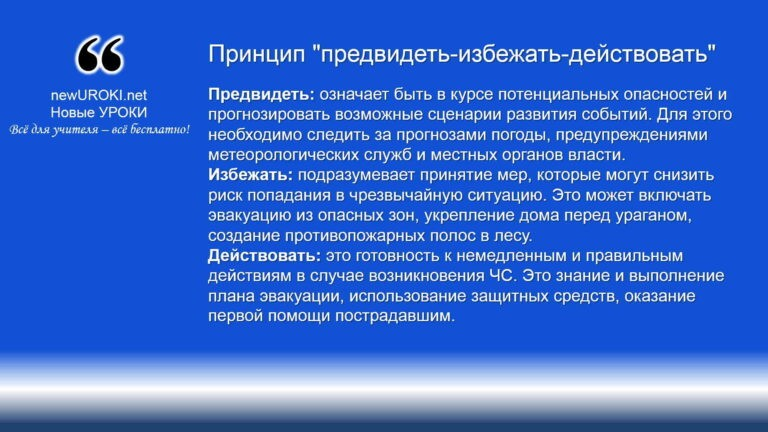 newUROKI.net
Новые УРОКИ
Всё для учителя – всё бесплатно!
Принцип "предвидеть-избежать-действовать"
Предвидеть: означает быть в курсе потенциальных опасностей и
прогнозировать возможные сценарии развития событий. Для этого
необходимо следить за прогнозами погоды, предупреждениями
метеорологических служб и местных органов власти.
Избежать: подразумевает принятие мер, которые могут снизить
риск попадания в чрезвычайную ситуацию. Это может включать
эвакуацию из опасных зон, укрепление дома перед ураганом,
создание противопожарных полос в лесу.
Действовать: это готовность к немедленным и правильным
действиям в случае возникновения ЧС. Это знание и выполнение
плана эвакуации, использование защитных средств, оказание
первой помощи пострадавшим.